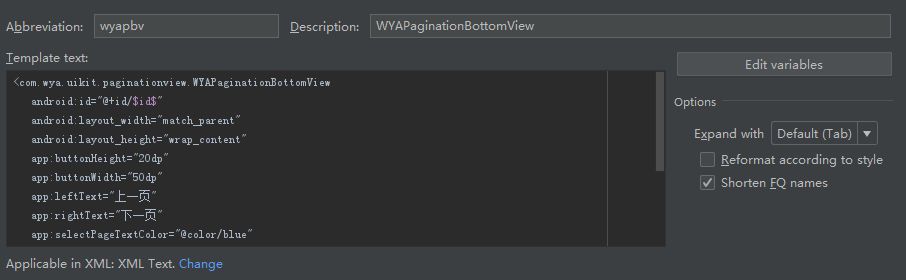 Abbreviation: wyapbv Description: WYAPaginationBottomView
Template text:
<com.wya.uikit.paginationview.WYAPaginationBottomView
android:id="@+id/$id$"
android:layout_width="match_parent"
android:layout_height="wrap_content"
app:buttonHeight="20dp"
app:buttonWidth="50dp"
app:leftText="上一页"
app:rightText="下一页"
app:selectPageTextColor="@color/blue"
Edit variables
Options
Expand with Default (Tab)
Reformat according to style
Shorten FQ names
Applicable in XML: XML Text. Change